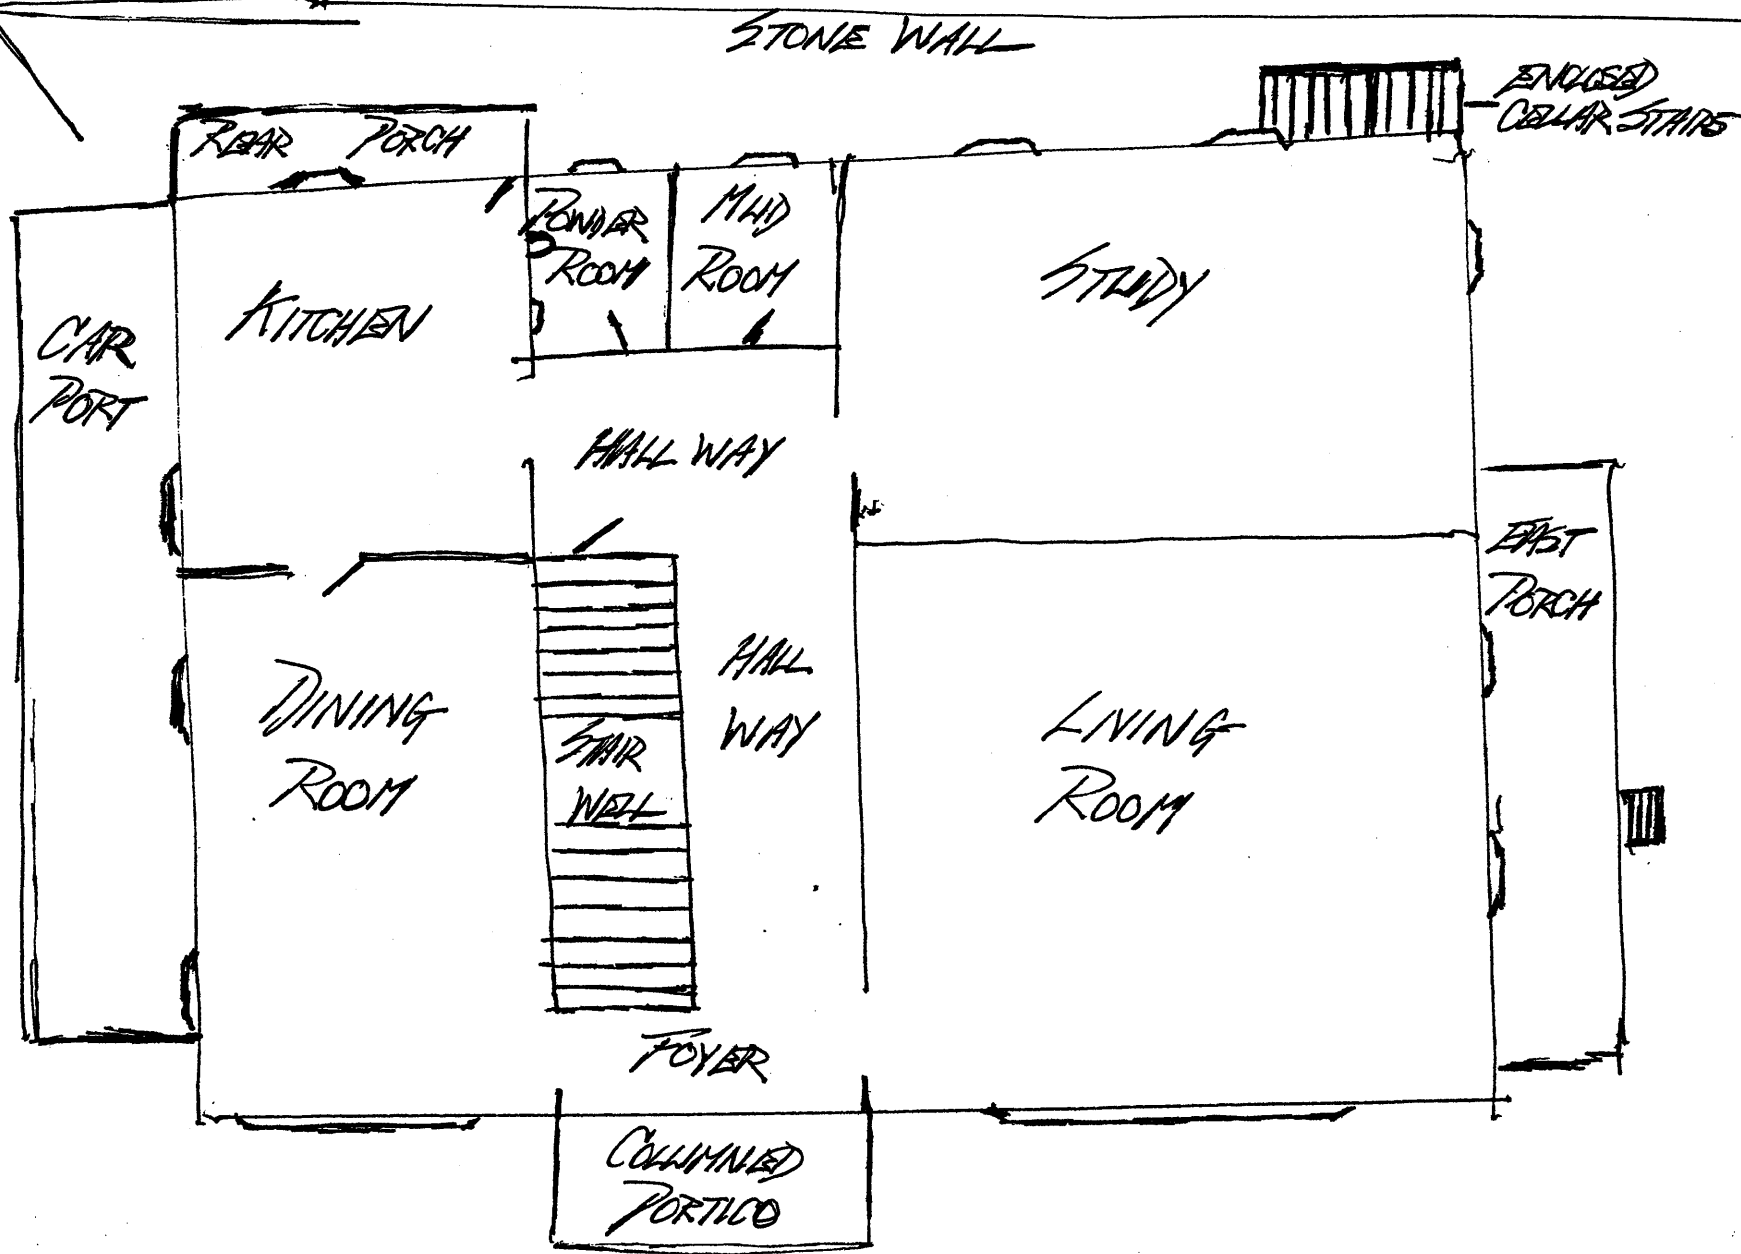 STONE WALL
ENCLOSED
CELLAR STAIRS
REAR PORCH
POWDER
ROOM
MUD
ROOM
STUDY
KITCHEN
CAR
PORT
HALL WAY
EAST
PORCH
HALL
WAY
DINING
ROOM
STAIR
WELL
LIVING
ROOM
FOYER
COLUMNED
PORTICO